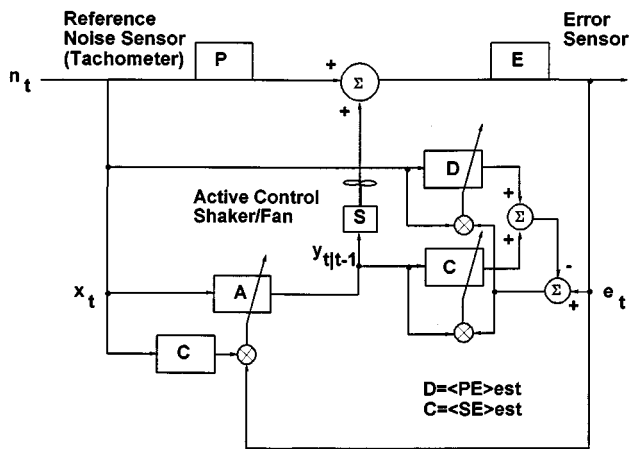 Reference
Noise Sensor
(Tachometer)
Error
Sensor
P
E
n t
+
Σ
+
D
Active Control
Shaker/Fan
S
+
Σ
+
y t|t-1
C
-
Σ
+
x t
A
e t
C
D=<PE>est
C=<SE>est